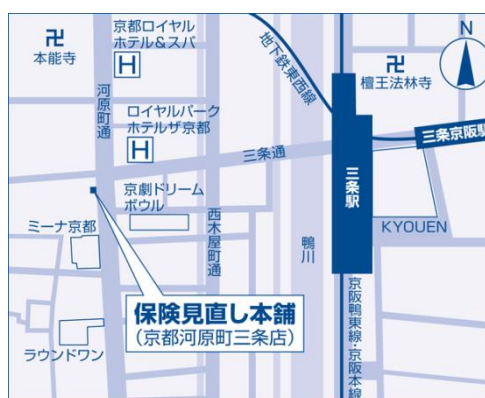 京都ロイヤル
ホテル&スパ
H
卍
本能寺
河原町通
ロイヤルパーク
ホテルザ京都
H
地下鉄東西線
N
卍
檀王法林寺
三条京阪駅
三条通
三条駅
京劇ドリーム
ボウル
西木屋町通
鴨川
KYOUEN
ミーナ京都
保険見直し本舗
(京都河原町三条店)
ラウンドワン
京阪鴨東線・京阪本線